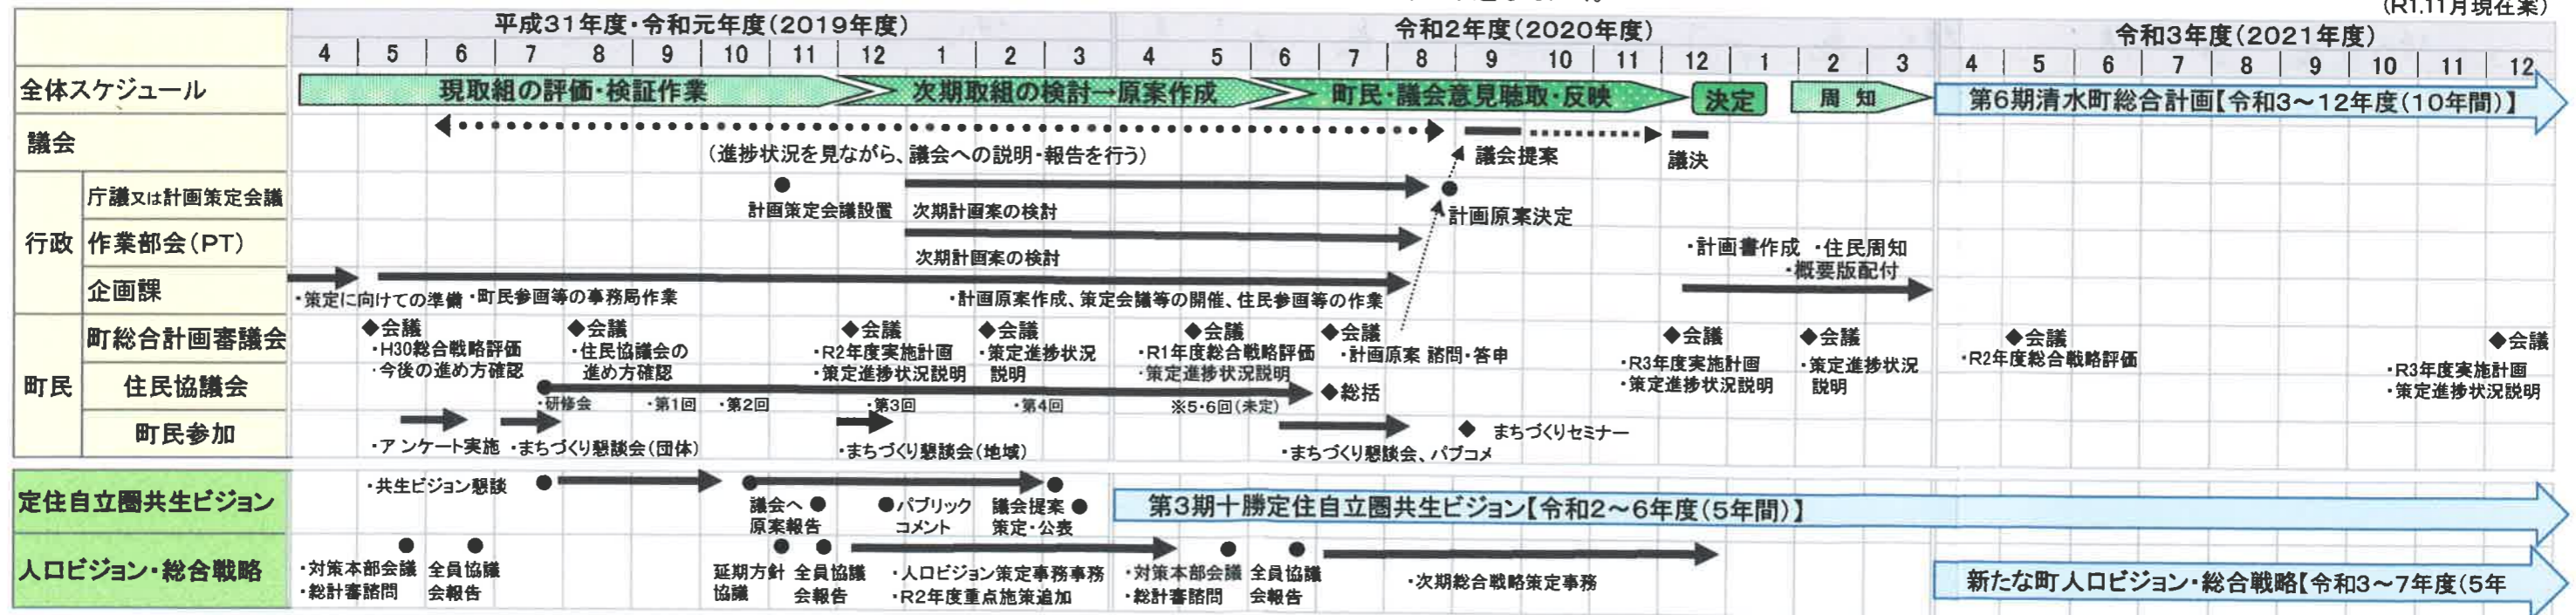 (R1.11月現在案)
平成31年度・令和元年度(2019年度) 令和2年度(2020年度) 令和3年度(2021年度)
4 5 6 7 8 9 10 11 12 1 2 3 4 5 6 7 8 9 10 11 12 1 2 3 4 5 6 7 8 9 10 11 12
全体スケジュール 現取組の評価・検証作業 次期取組の検討→原案作成 町民・議会意見聴取・反映 決定 周知 第6期清水町総合計画【令和3～12年度(10年間)】
議会
(進捗状況を見ながら、議会への説明・報告を行う) 議会提案 議決
行政
庁議又は計画策定会議
計画策定会議設置 次期計画案の検討 計画原案決定
作業部会(PT)
次期計画案の検討
・計画書作成 ・住民周知
・概要版配付
企画課
・策定に向けての準備 ・町民参画等の事務局作業 ・計画原案作成、策定会議等の開催、住民参画等の作業
町民
町総合計画審議会
◆会議 ◆会議 ◆会議 ◆会議 ◆会議 ◆会議 ◆会議 ◆会議 ◆会議 ◆会議
・H30総合戦略評価 ・住民協議会の ・R2年度実施計画 ・策定進捗状況 ・R1年度総合戦略評価 ・計画原案 諮問・答申 ・R3年度実施計画 ・策定進捗状況 ・R2年度総合戦略評価 ・R3年度実施計画
・今後の進め方確認 進め方確認 ・策定進捗状況説明 説明 ・策定進捗状況説明 ・策定進捗状況説明 説明 ・策定進捗状況説明
住民協議会
・研修会 ・第1回 ・第2回 ・第3回 ・第4回 ※5・6回(未定) ◆総括
町民参加
・アンケート実施 ・まちづくり懇談会(団体) ・まちづくり懇談会(地域) ・まちづくり懇談会、パブコメ ◆ まちづくりセミナー
定住自立圏共生ビジョン
・共生ビジョン懇談 ● 議会へ ● ●パブリック 議会提案 ●
原案報告 コメント 策定・公表
第3期十勝定住自立圏共生ビジョン【令和2～6年度(5年間)】
人口ビジョン・総合戦略
・対策本部会議 全員協議 延期方針 全員協議 ・人口ビジョン策定事務事務 ・対策本部会議 全員協議 ・次期総合戦略策定事務
・総計審諮問 会報告 協議 会報告 ・R2年度重点施策追加 ・総計審諮問 会報告
新たな町人口ビジョン・総合戦略【令和3～7年度(5年